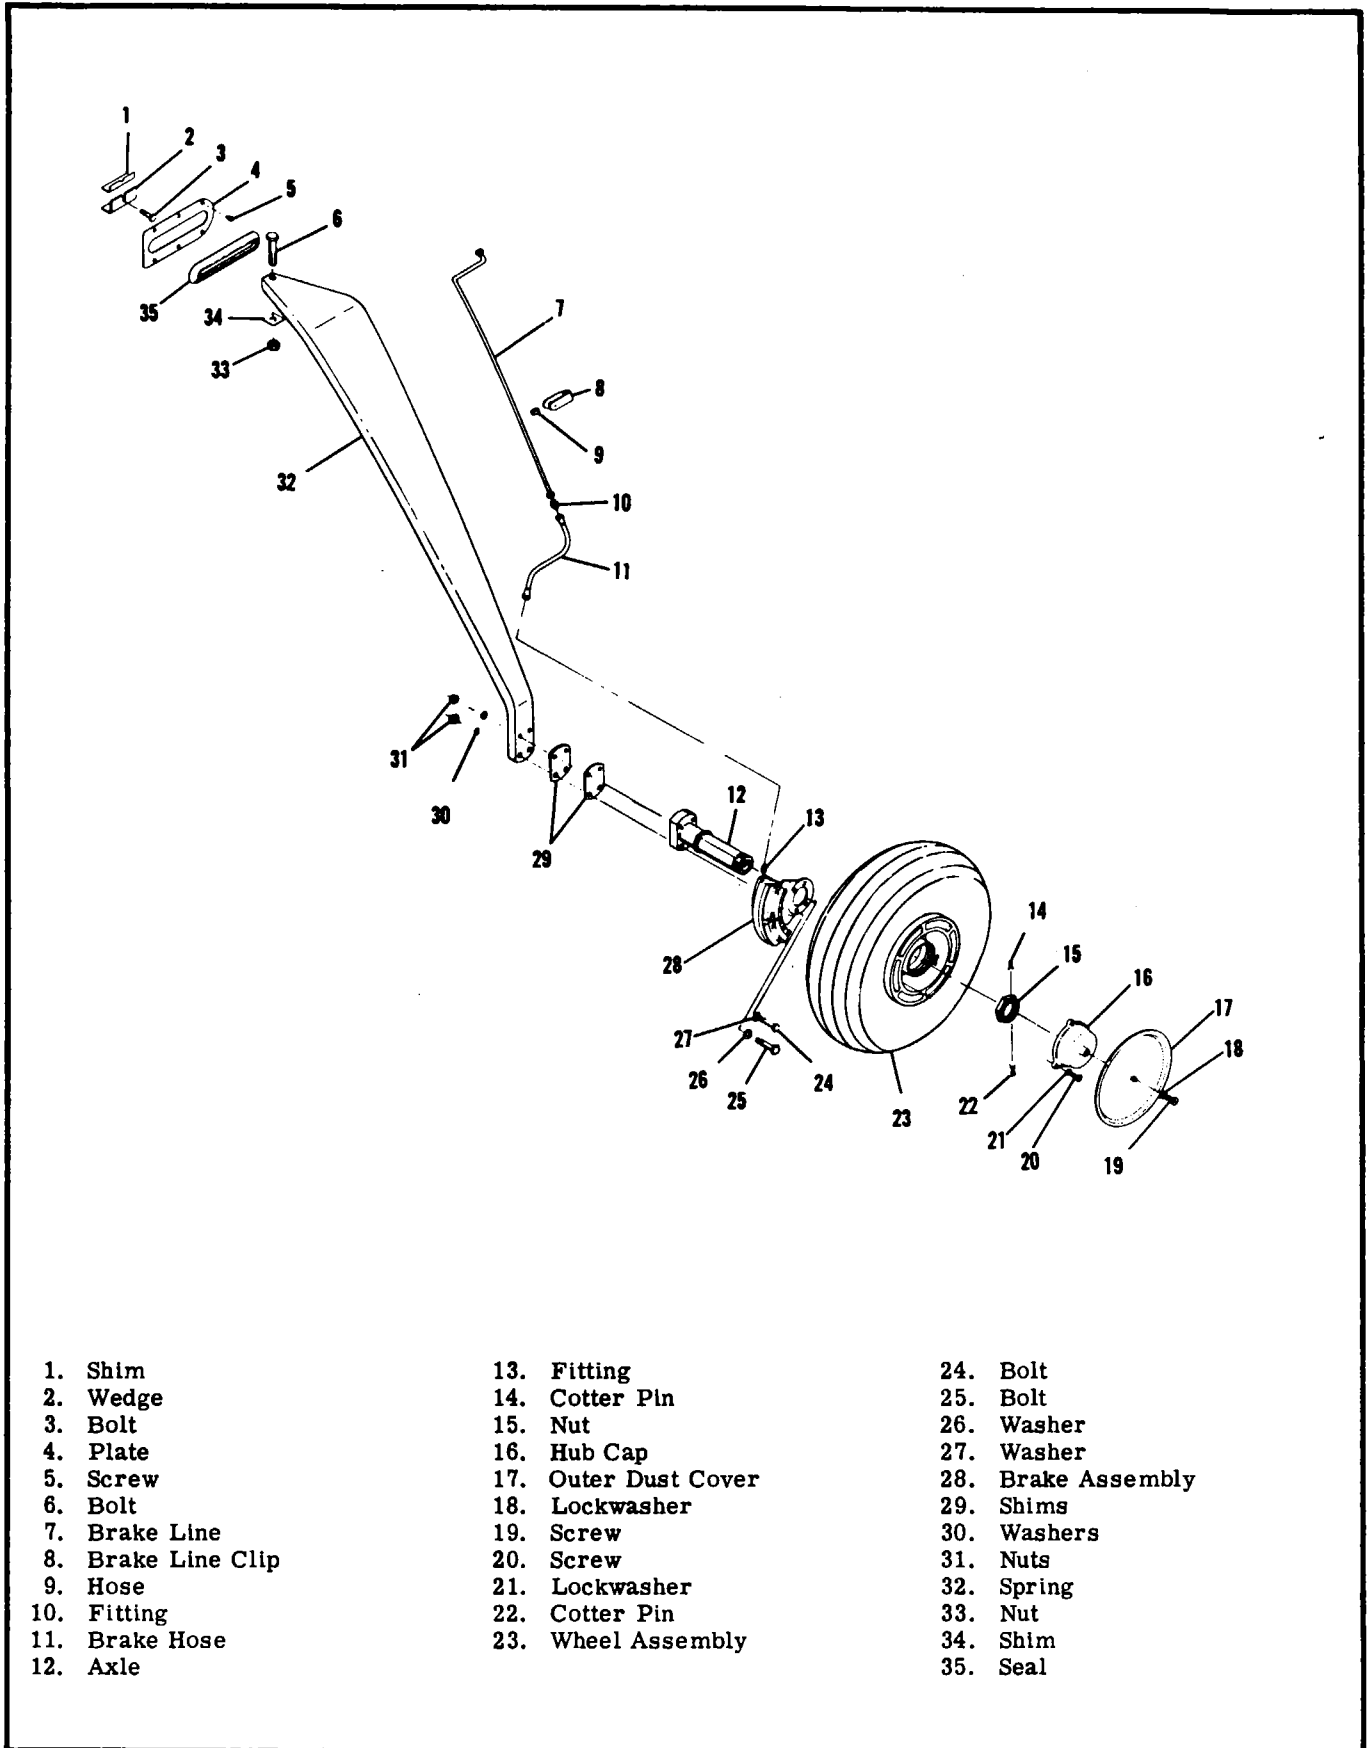 1
2
3
4
5
6
7
8
9
10
11
12
13
14
15
16
17
18
19
20
21
22
23
24
25
26
27
28
29
30
31
32
33
34
35
1. Shim
2. Wedge
3. Bolt
4. Plate
5. Screw
6. Bolt
7. Brake Line
8. Brake Line Clip
9. Hose
10. Fitting
11. Brake Hose
12. Axle
13. Fitting
14. Cotter Pin
15. Nut
16. Hub Cap
17. Outer Dust Cover
18. Lockwasher
19. Screw
20. Screw
21. Lockwasher
22. Cotter Pin
23. Wheel Assembly
24. Bolt
25. Bolt
26. Washer
27. Washer
28. Brake Assembly
29. Shims
30. Washers
31. Nuts
32. Spring
33. Nut
34. Shim
35. Seal